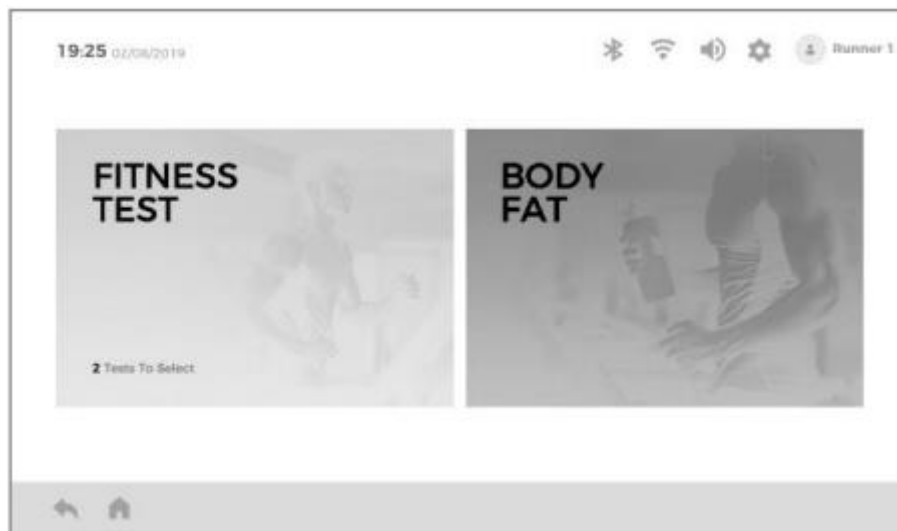 19:25 02/08/2019
Runner 1
FITNESS
TEST
2 Tests To Select
BODY
FAT